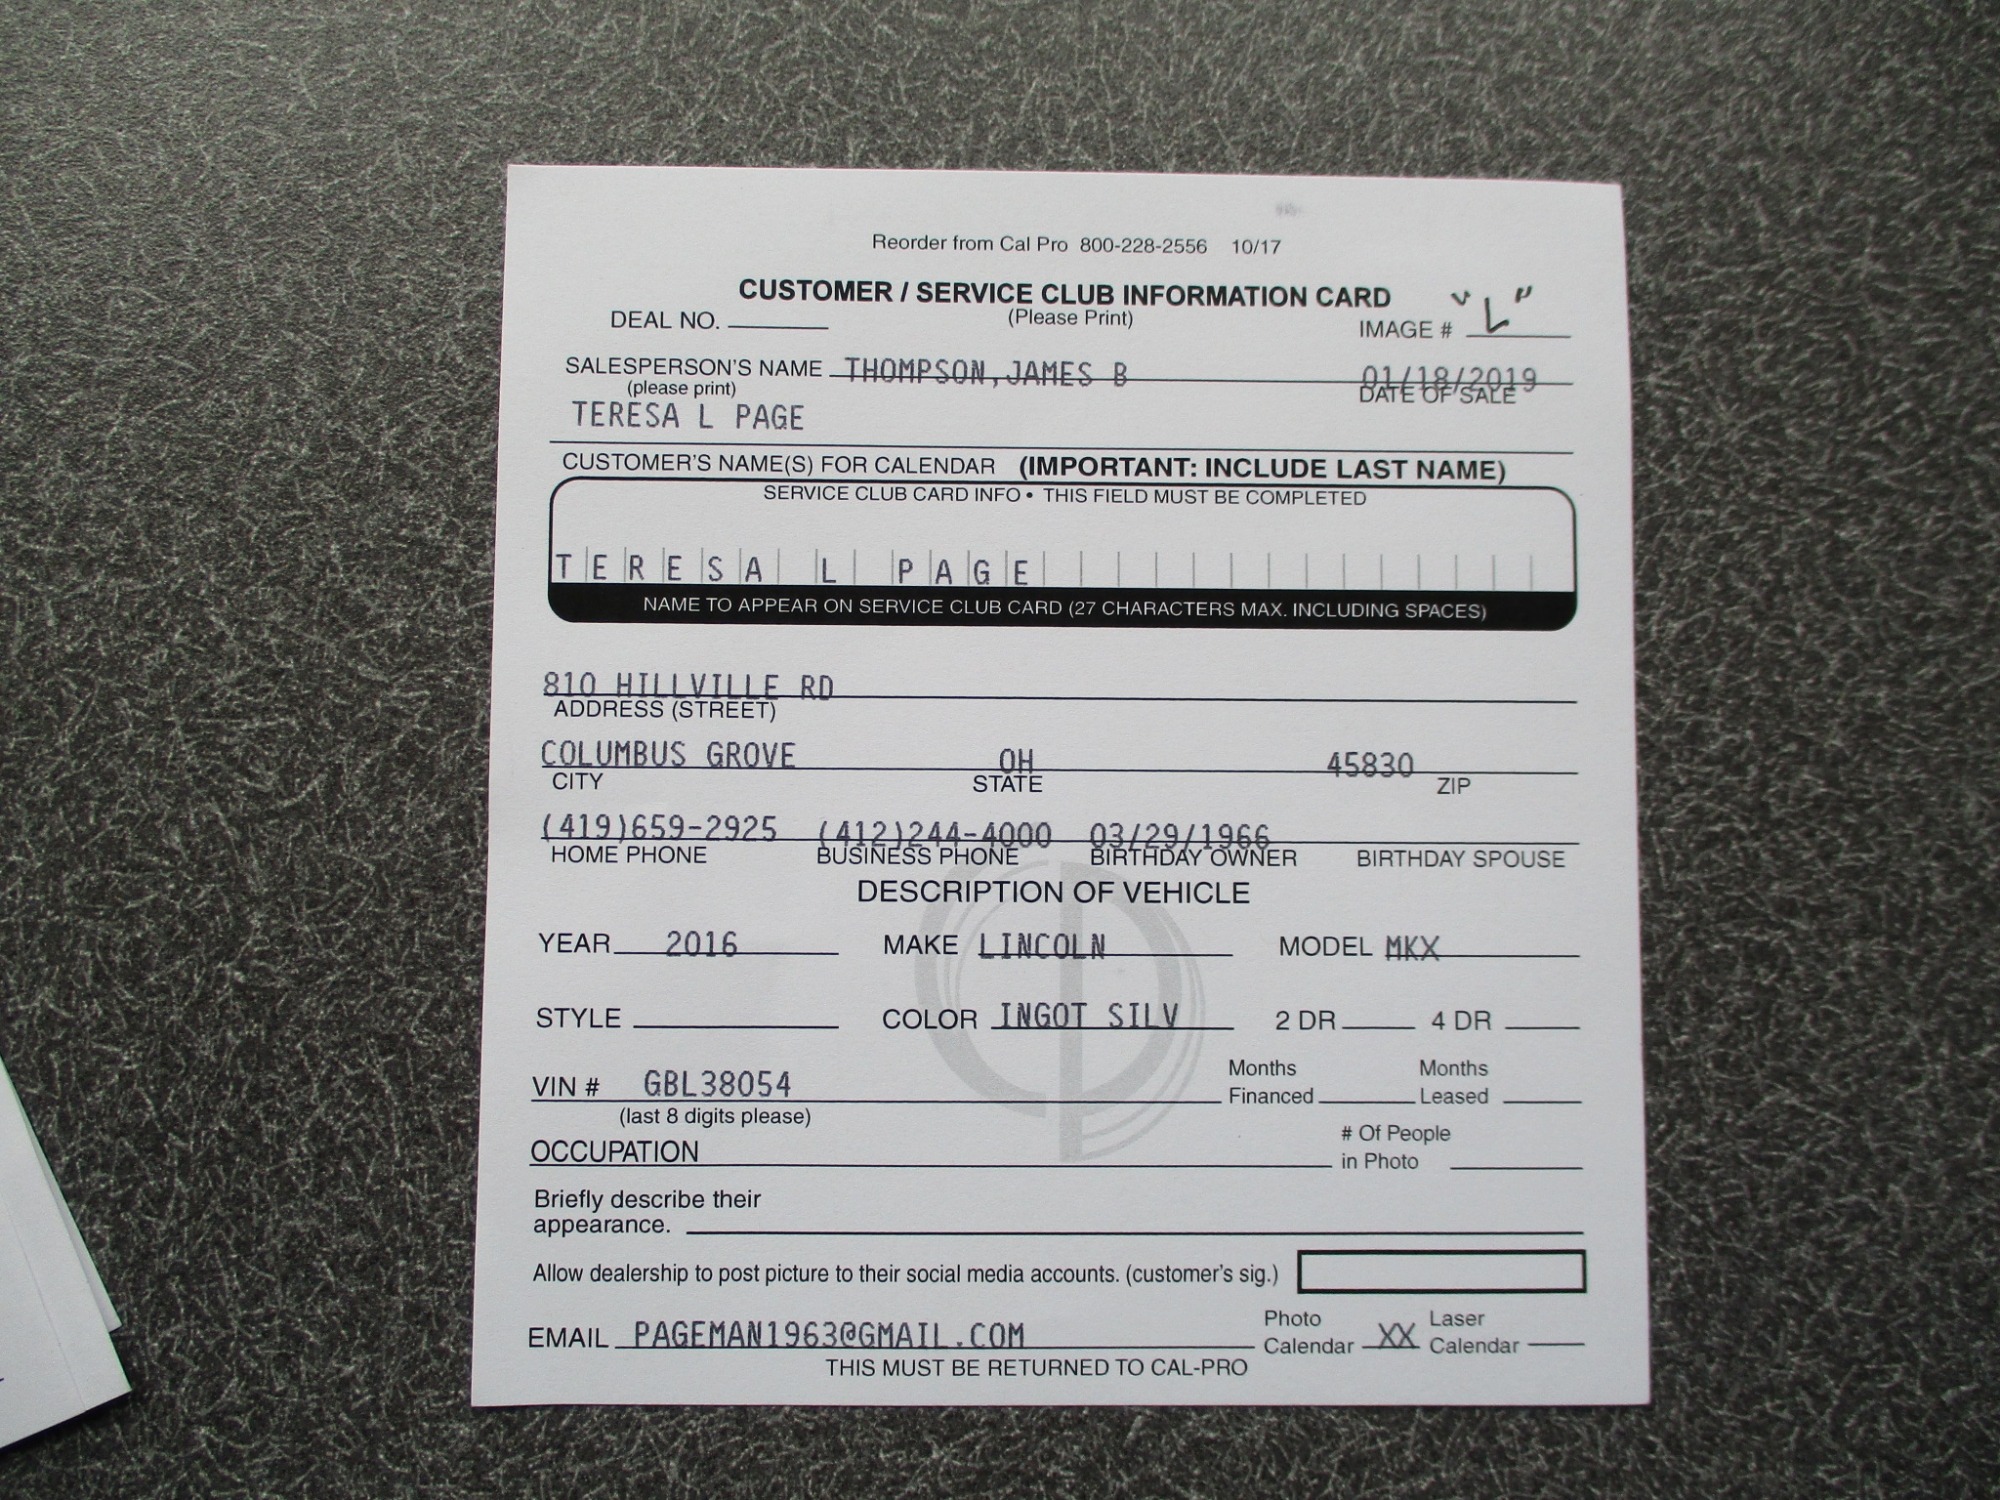 Reorder from Cal Pro 800-228-2556 10/17
CUSTOMER / SERVICE CLUB INFORMATION CARD
DEAL NO. (Please Print) IMAGE # "L"
SALESPERSON'S NAME THOMPSON,JAMES B 01/18/2019
(please print) DATE OF SALE
TERESA L PAGE
CUSTOMER'S NAME(S) FOR CALENDAR (IMPORTANT: INCLUDE LAST NAME)
SERVICE CLUB CARD INFO • THIS FIELD MUST BE COMPLETED
TERESA L PAGE
NAME TO APPEAR ON SERVICE CLUB CARD (27 CHARACTERS MAX. INCLUDING SPACES)
810 HILLVILLE RD
ADDRESS (STREET)
COLUMBUS GROVE OH 45830
CITY STATE ZIP
(419)659-2925 (412)244-4000 03/29/1966
HOME PHONE BUSINESS PHONE BIRTHDAY OWNER BIRTHDAY SPOUSE
DESCRIPTION OF VEHICLE
YEAR 2016 MAKE LINCOLN MODEL MKX
STYLE COLOR INGOT SILV 2 DR 4 DR
VIN # GBL38054 Months Financed Months Leased
(last 8 digits please)
OCCUPATION # Of People in Photo
Briefly describe their
appearance.
Allow dealership to post picture to their social media accounts. (customer's sig.)
EMAIL PAGEMAN1963@GMAIL.COM Photo Calendar XX Laser Calendar
THIS MUST BE RETURNED TO CAL-PRO